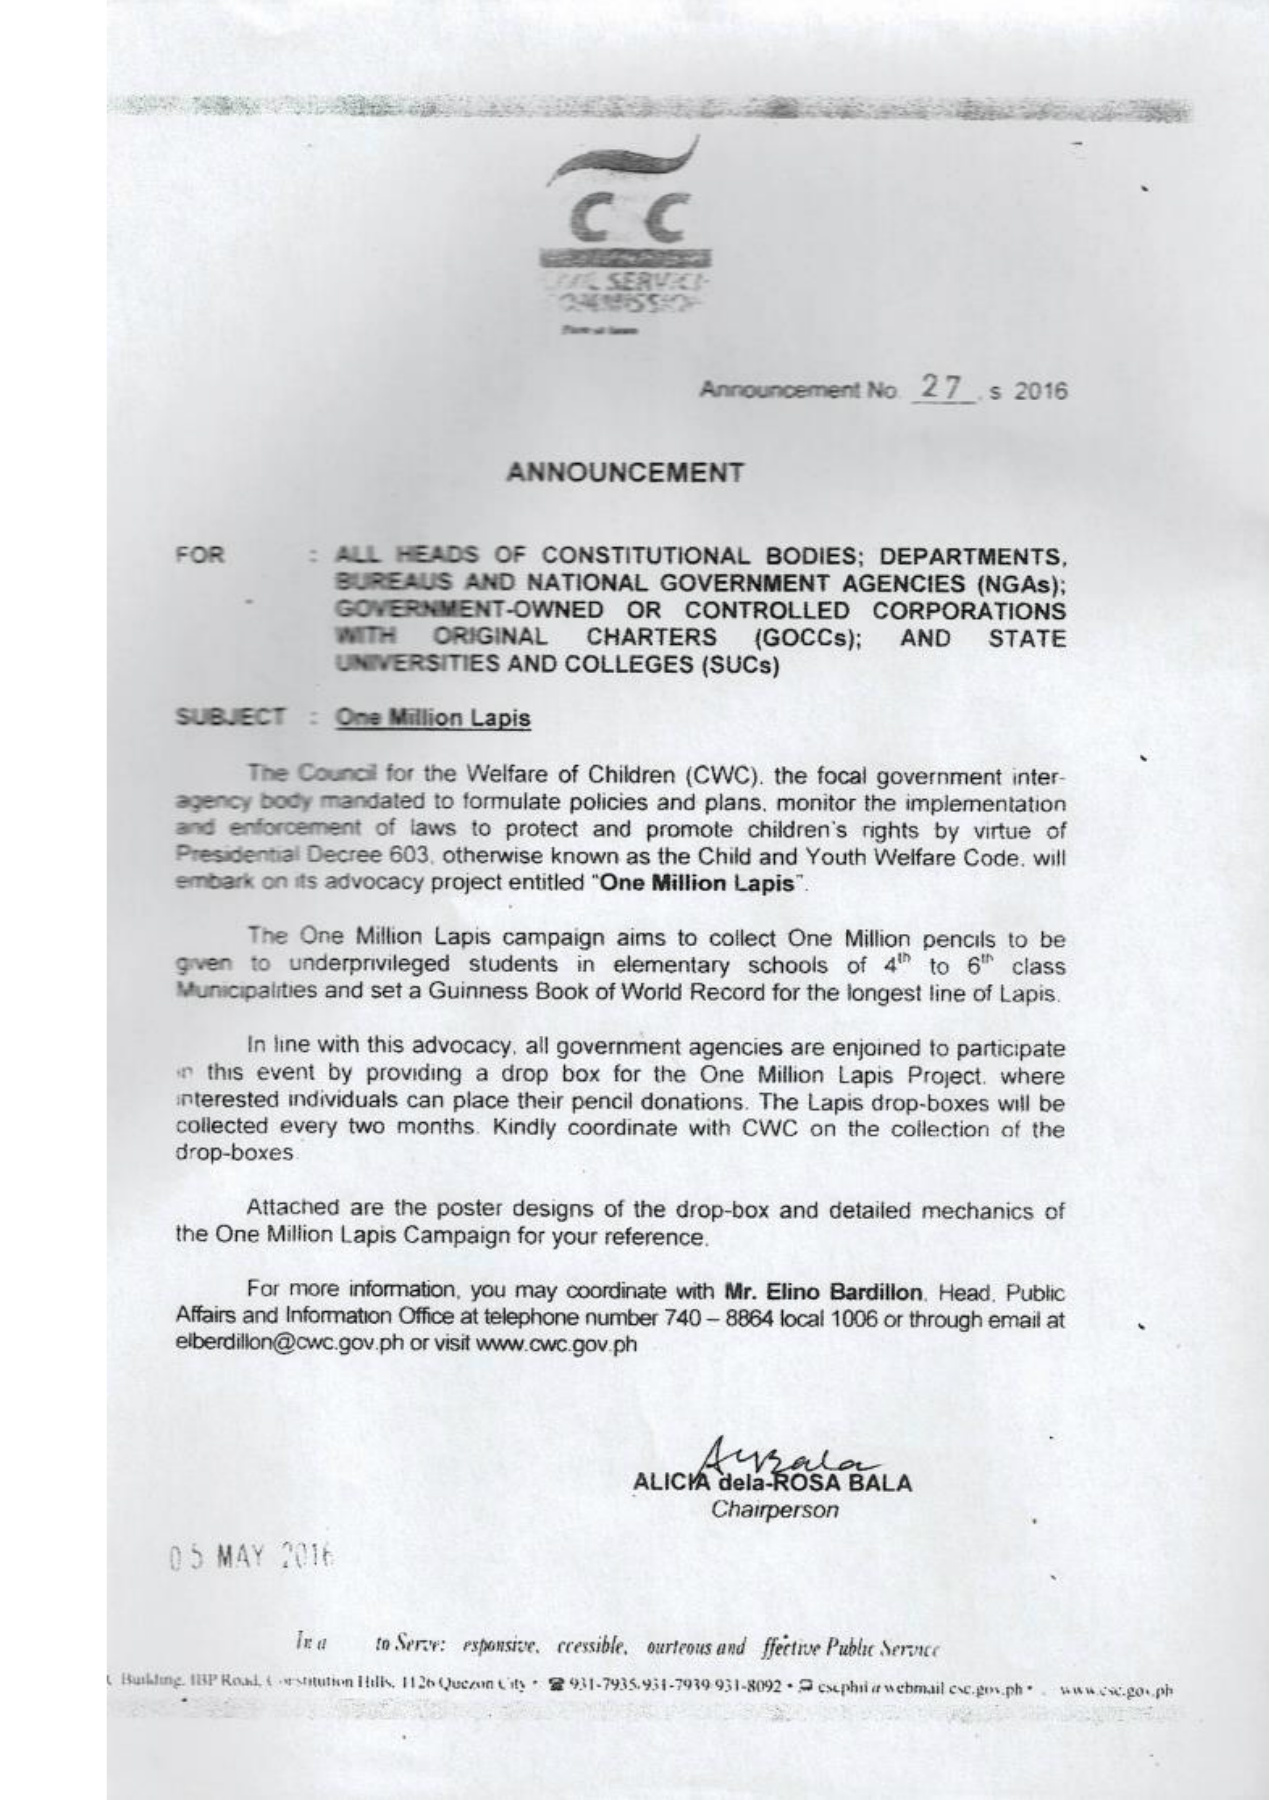 C C
SERVICE
Announcement No. 27, s 2016
ANNOUNCEMENT
FOR : ALL HEADS OF CONSTITUTIONAL BODIES; DEPARTMENTS,
BUREAUS AND NATIONAL GOVERNMENT AGENCIES (NGAs);
GOVERNMENT-OWNED OR CONTROLLED CORPORATIONS
WITH ORIGINAL CHARTERS (GOCCs); AND STATE
UNIVERSITIES AND COLLEGES (SUCs)
SUBJECT : One Million Lapis
The Council for the Welfare of Children (CWC), the focal government inter-
agency body mandated to formulate policies and plans, monitor the implementation
and enforcement of laws to protect and promote children's rights by virtue of
Presidential Decree 603, otherwise known as the Child and Youth Welfare Code, will
embark on its advocacy project entitled "One Million Lapis".
The One Million Lapis campaign aims to collect One Million pencils to be
given to underprivileged students in elementary schools of 4th to 6th class
Municipalities and set a Guinness Book of World Record for the longest line of Lapis.
In line with this advocacy, all government agencies are enjoined to participate
in this event by providing a drop box for the One Million Lapis Project, where
interested individuals can place their pencil donations. The Lapis drop-boxes will be
collected every two months. Kindly coordinate with CWC on the collection of the
drop-boxes.
Attached are the poster designs of the drop-box and detailed mechanics of
the One Million Lapis Campaign for your reference.
For more information, you may coordinate with Mr. Elino Bardillon, Head, Public
Affairs and Information Office at telephone number 740 – 8864 local 1006 or through email at
elberdillon@cwc.gov.ph or visit www.cwc.gov.ph
ALICIA dela-ROSA BALA
Chairperson
05 MAY 2016
In a to Serve: esponsive, ccessible, ourteous and ffective Public Service
Building, IBP Road, Constitution Hills, 1126 Quezon City • ☎ 931-7935/931-7939/931-8092 • cscphil@webmail.csc.gov.ph • www.csc.gov.ph